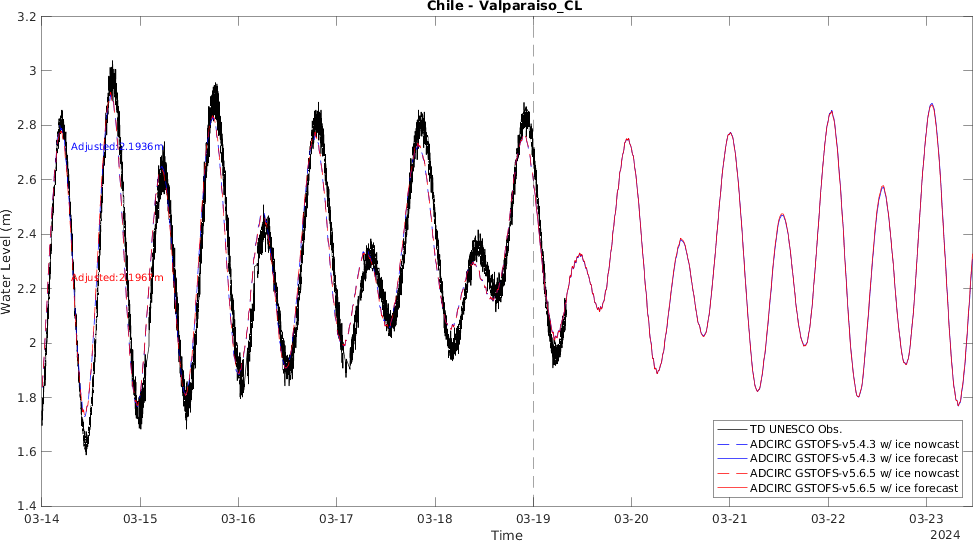 Chile - Valparaiso_CL
3.2
3
2.8
2.6
2.4
2.2
2
1.8
1.6
1.4
Water Level (m)
Adjusted:2.1936m
Adjusted:2.1967m
TD UNESCO Obs.
ADCIRC GSTOFS-v5.4.3 w/ ice nowcast
ADCIRC GSTOFS-v5.4.3 w/ ice forecast
ADCIRC GSTOFS-v5.6.5 w/ ice nowcast
ADCIRC GSTOFS-v5.6.5 w/ ice forecast
03-14 03-15 03-16 03-17 03-18 03-19 03-20 03-21 03-22 03-23
Time
2024